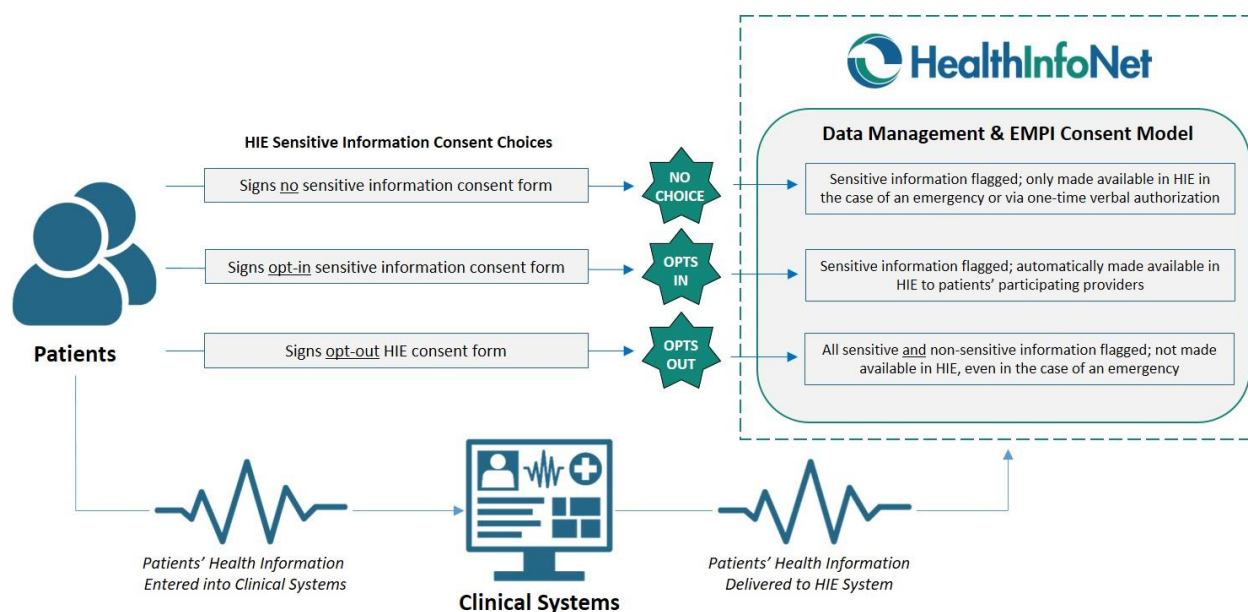 HealthInfoNet
HIE Sensitive Information Consent Choices
Data Management & EMPI Consent Model
Signs no sensitive information consent form
NO
CHOICE
Sensitive information flagged; only made available in HIE in
the case of an emergency or via one-time verbal authorization
Signs opt-in sensitive information consent form
OPTS
IN
Sensitive information flagged; automatically made available in
HIE to patients’ participating providers
Patients
Signs opt-out HIE consent form
OPTS
OUT
All sensitive and non-sensitive information flagged; not made
available in HIE, even in the case of an emergency
Patients’ Health Information
Entered into Clinical Systems
Clinical Systems
Patients’ Health Information
Delivered to HIE System